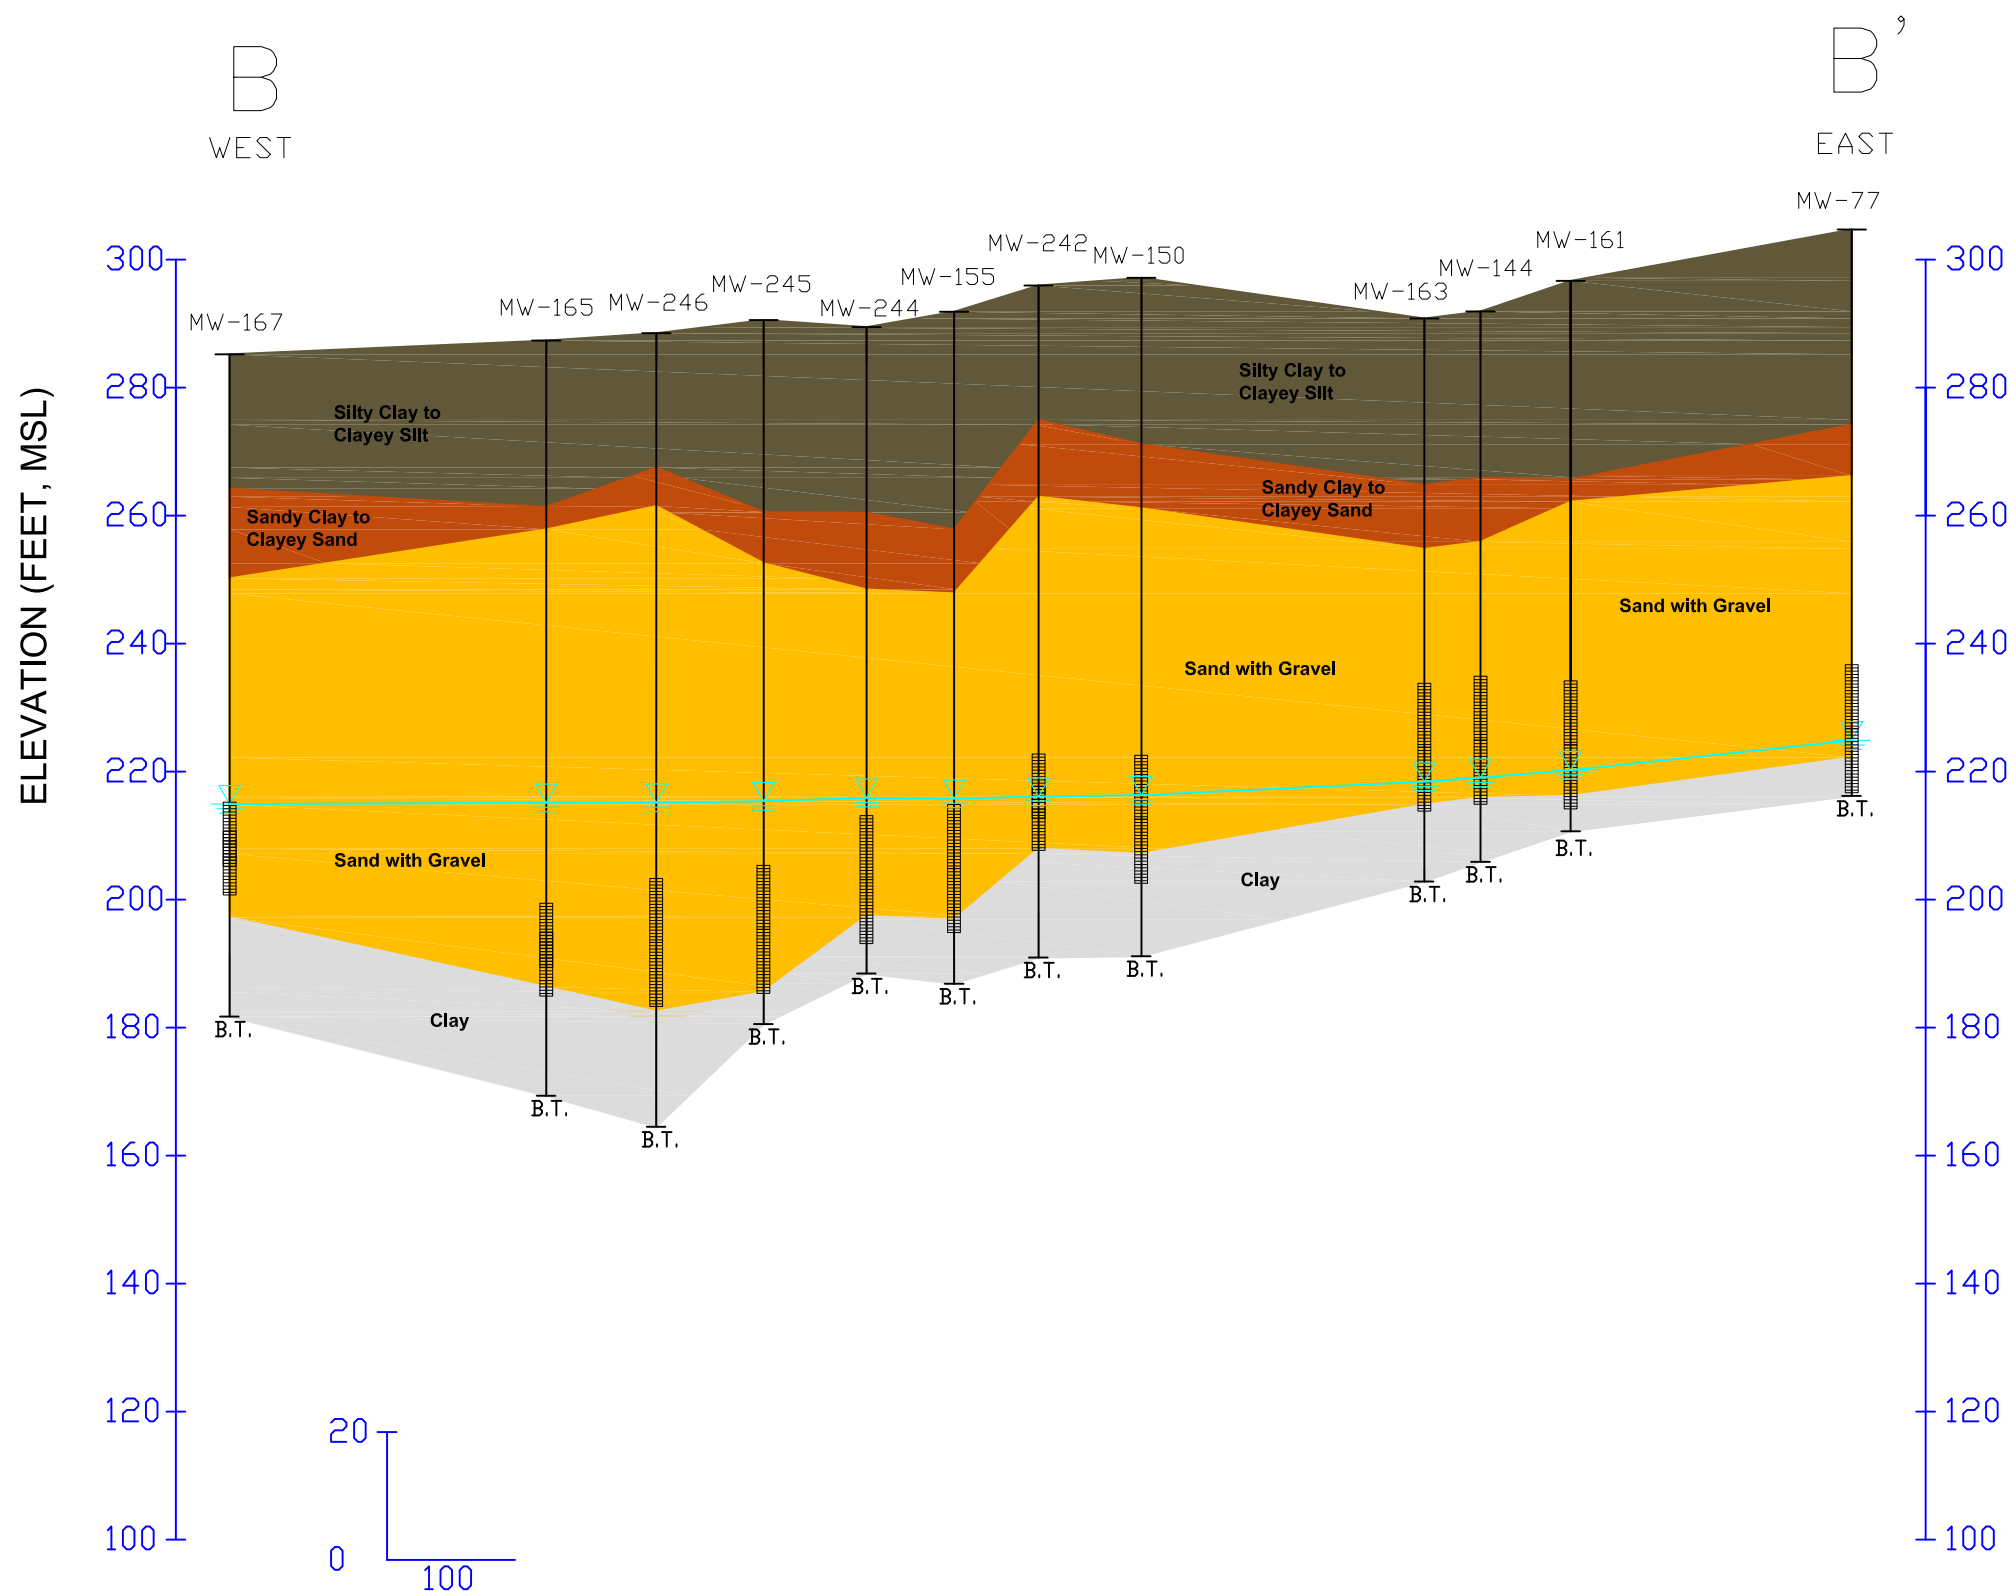 B
B'
WEST
EAST
MW-77
MW-161
MW-242
MW-150
MW-144
MW-155
MW-245
MW-163
MW-246
MW-165
MW-244
MW-167
ELEVATION (FEET, MSL)
300
280
260
240
220
200
180
160
140
120
100
300
280
260
240
220
200
180
160
140
120
100
Silty Clay to
Clayey SIlt
Silty Clay to
Clayey SIlt
Sandy Clay to
Clayey Sand
Sandy Clay to
Clayey Sand
Sand with Gravel
Sand with Gravel
Sand with Gravel
Clay
Clay
B.T.
B.T.
B.T.
B.T.
B.T.
B.T.
B.T.
B.T.
B.T.
B.T.
B.T.
B.T.
20
0
100